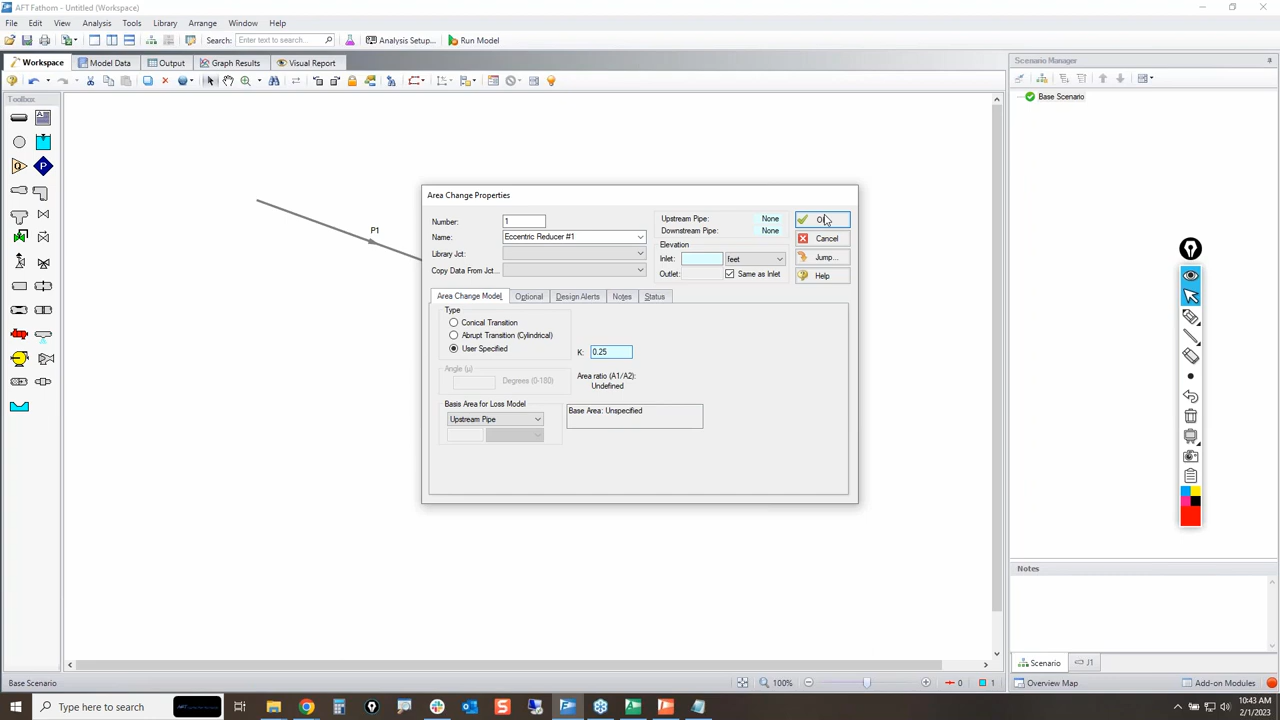 AFT Fathom - Untitled (Workspace)
File Edit View Analysis Tools Library Arrange Window Help
Search: Enter text to search... Analysis Setup... Run Model
Workspace Model Data Output Graph Results Visual Report
Scenario Manager
Toolbox
Base Scenario
P1
Area Change Properties
Number: 1
Name: Eccentric Reducer #1
Library Jct:
Copy Data From Jct...
Upstream Pipe: None
Downstream Pipe: None
Elevation
Inlet: feet
Outlet: Same as Inlet
OK
Cancel
Jump...
Help
Area Change Model Optional Design Alerts Notes Status
Type
Conical Transition
Abrupt Transition (Cylindrical)
User Specified
K: 0.25
Angle (μ)
Degrees (0-180)
Area ratio (A1/A2):
Undefined
Basis Area for Loss Model
Upstream Pipe
Base Area: Unspecified
Notes
Scenario J1
Base Scenario
100%
0
1
Overview Map
Add-on Modules
Type here to search
10:43 AM
2/1/2023